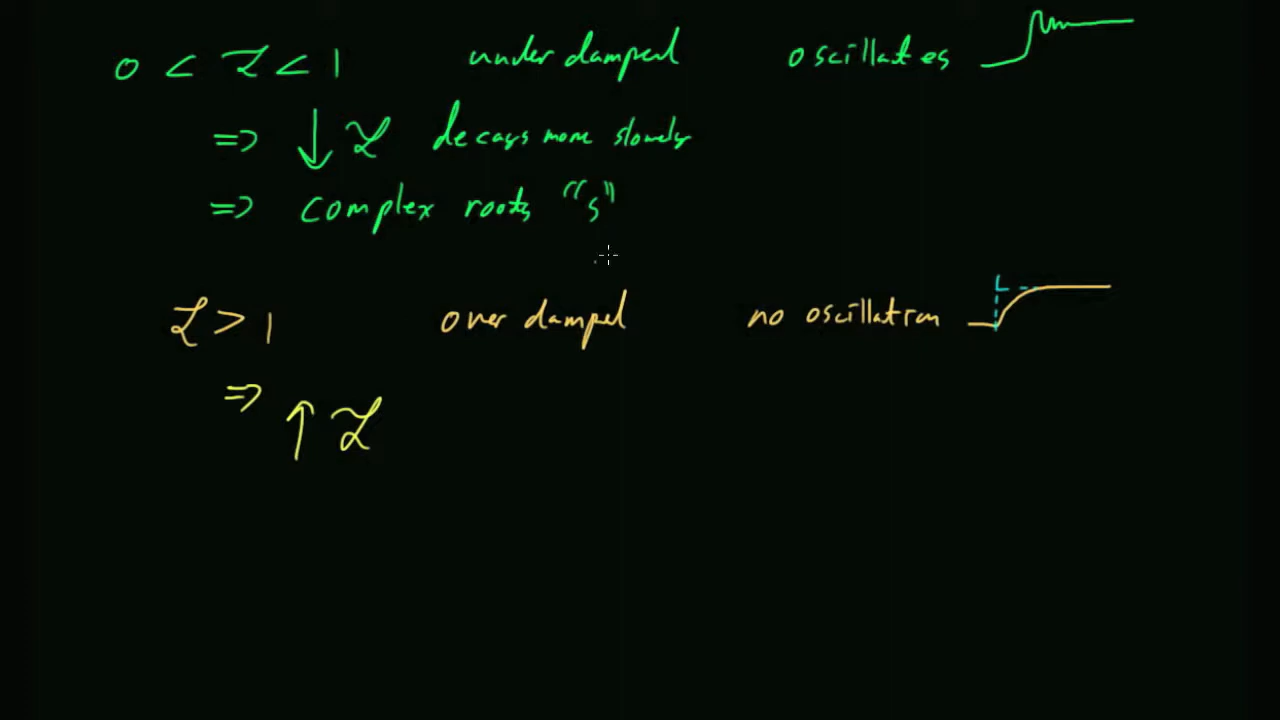 0 < ζ < 1 under damped oscillates
=> ↓ ζ decays more slowly
=> complex roots "s"
ζ > 1 over damped no oscillation
=> ↑ ζ